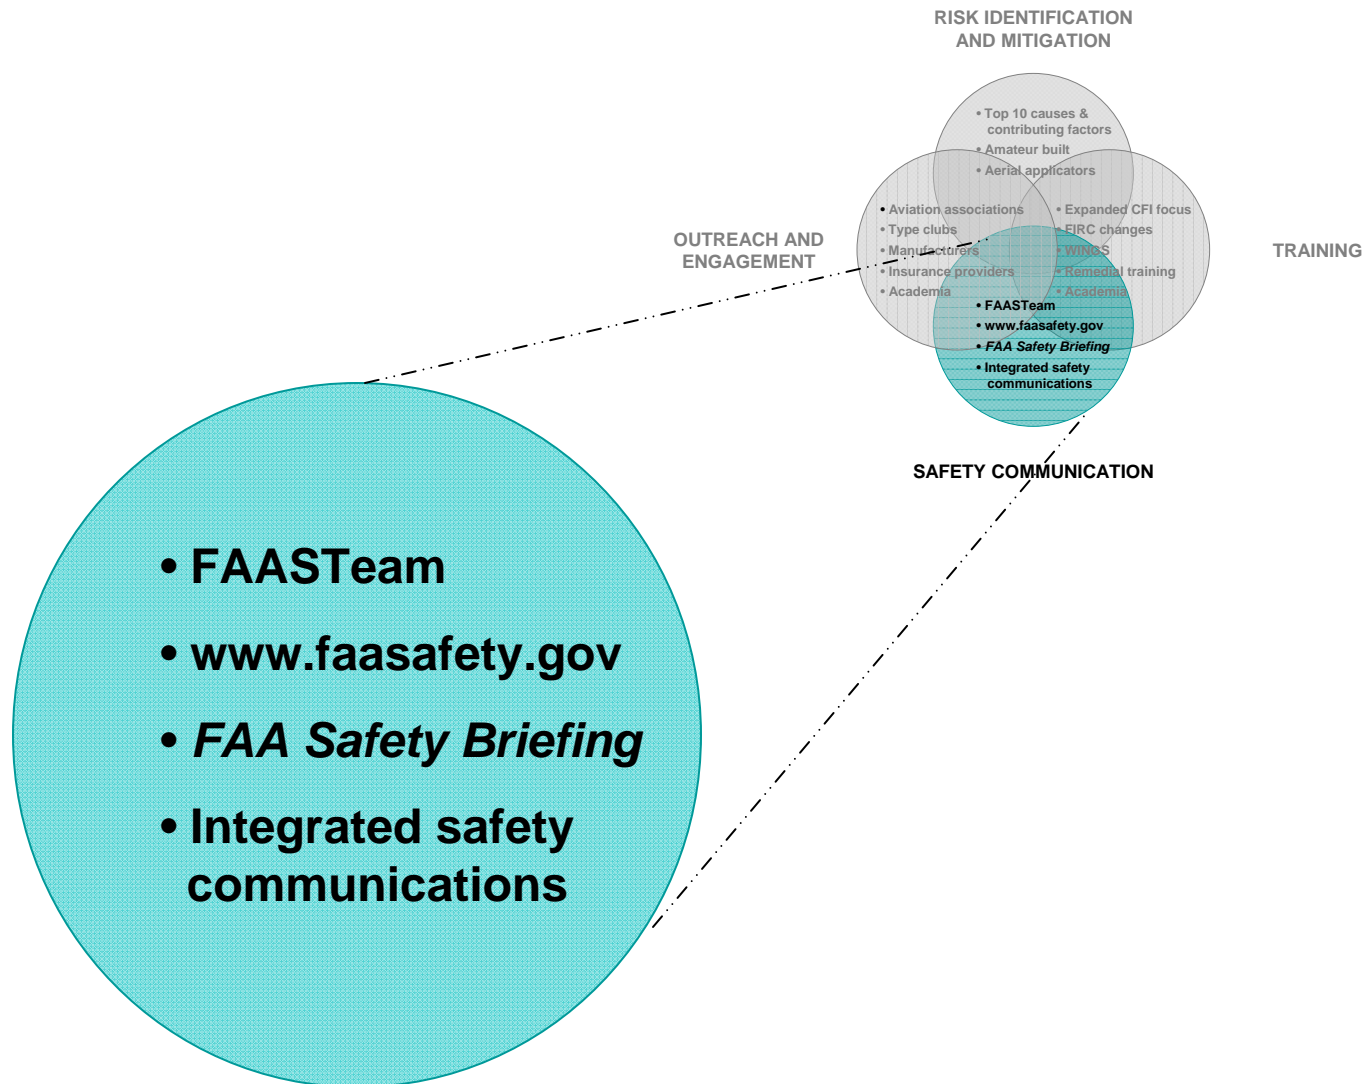 RISK IDENTIFICATION
AND MITIGATION
• Top 10 causes &
contributing factors
• Amateur built
• Aerial applicators
OUTREACH AND
ENGAGEMENT
• Aviation associations
• Type clubs
• Manufacturers
• Insurance providers
• Academia
• Expanded CFI focus
• FIRC changes
• WINGS
• Remedial training
• Academia
TRAINING
• FAASTeam
• www.faasafety.gov
• FAA Safety Briefing
• Integrated safety
communications
SAFETY COMMUNICATION
• FAASTeam
• www.faasafety.gov
• FAA Safety Briefing
• Integrated safety
communications